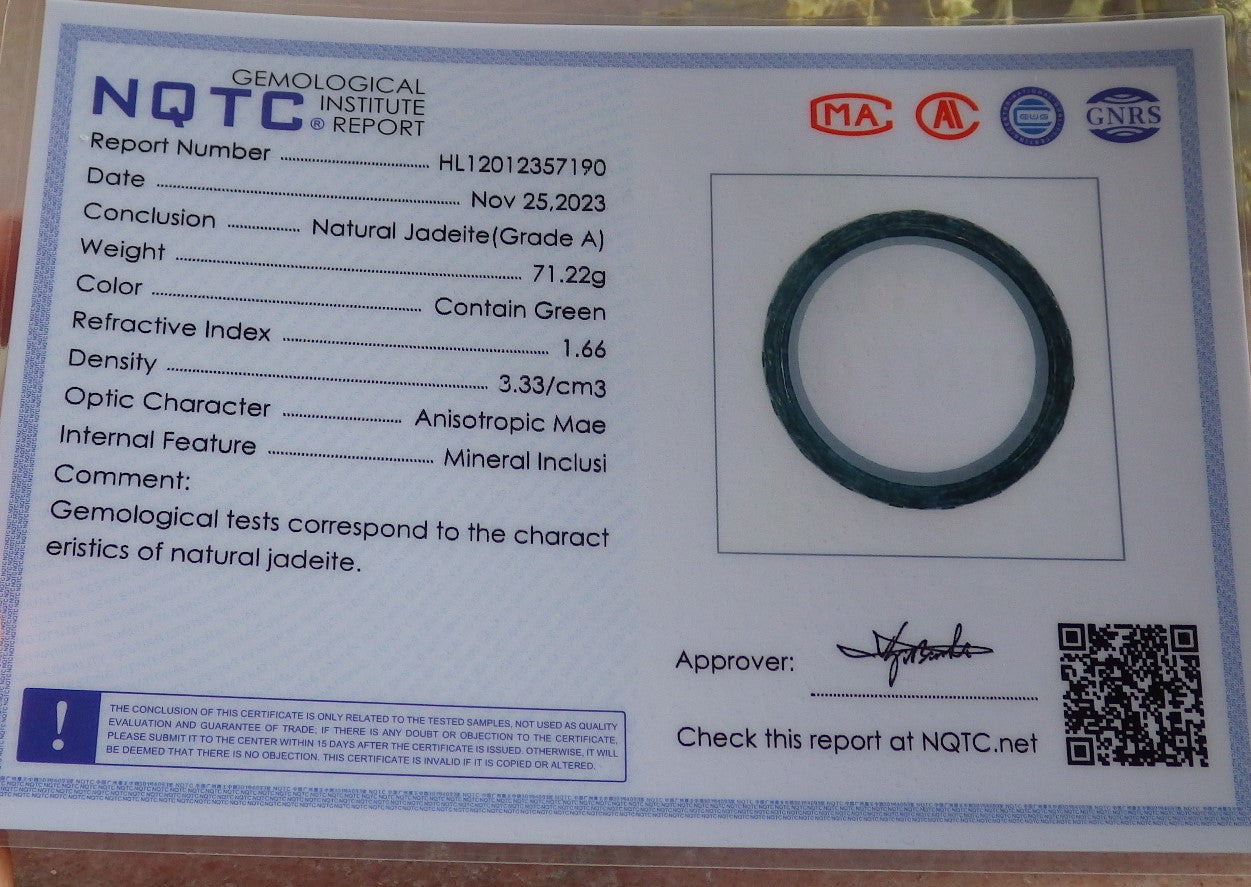 NQTC® GEMOLOGICAL INSTITUTE REPORT
MA
GNRS
Report Number HL12012357190
Date Nov 25,2023
Conclusion Natural Jadeite(Grade A)
Weight 71.22g
Color Contain Green
Refractive Index 1.66
Density 3.33/cm3
Optic Character Anisotropic Mae
Internal Feature Mineral Inclusi
Comment:
Gemological tests correspond to the charact
eristics of natural jadeite.
Approver:
Check this report at NQTC.net
!
THE CONCLUSION OF THIS CERTIFICATE IS ONLY RELATED TO THE TESTED SAMPLES, NOT USED AS QUALITY
EVALUATION AND GUARANTEE OF TRADE. IF THERE IS ANY DOUBT OR OBJECTION TO THE CERTIFICATE,
PLEASE SUBMIT IT TO THE CENTER WITHIN 15 DAYS AFTER THE CERTIFICATE IS ISSUED. OTHERWISE, IT WILL
BE DEEMED THAT THERE IS NO OBJECTION. THIS CERTIFICATE IS INVALID IF IT IS COPIED OR ALTERED.